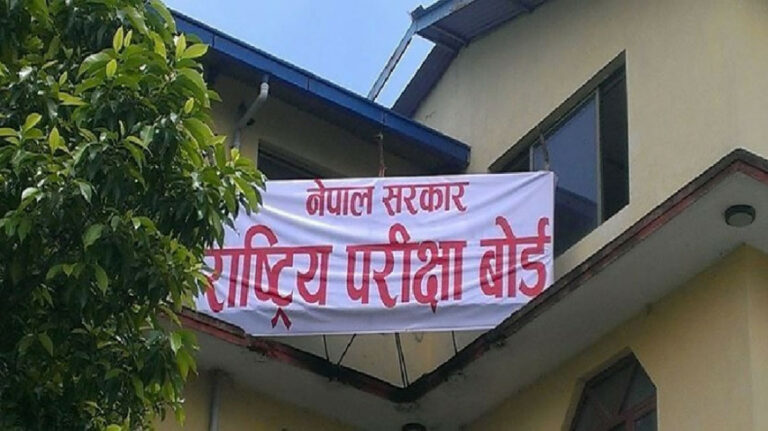 नेपाल सरकार
राष्ट्रिय परीक्षा बोर्ड